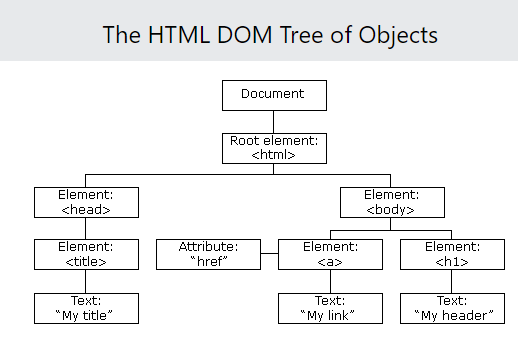 The HTML DOM Tree of Objects
Document
Root element:
<html>
Element:
<head>
Element:
<body>
Element:
<title>
Attribute:
“href”
Element:
<a>
Element:
<h1>
Text:
“My title”
Text:
“My link”
Text:
“My header”